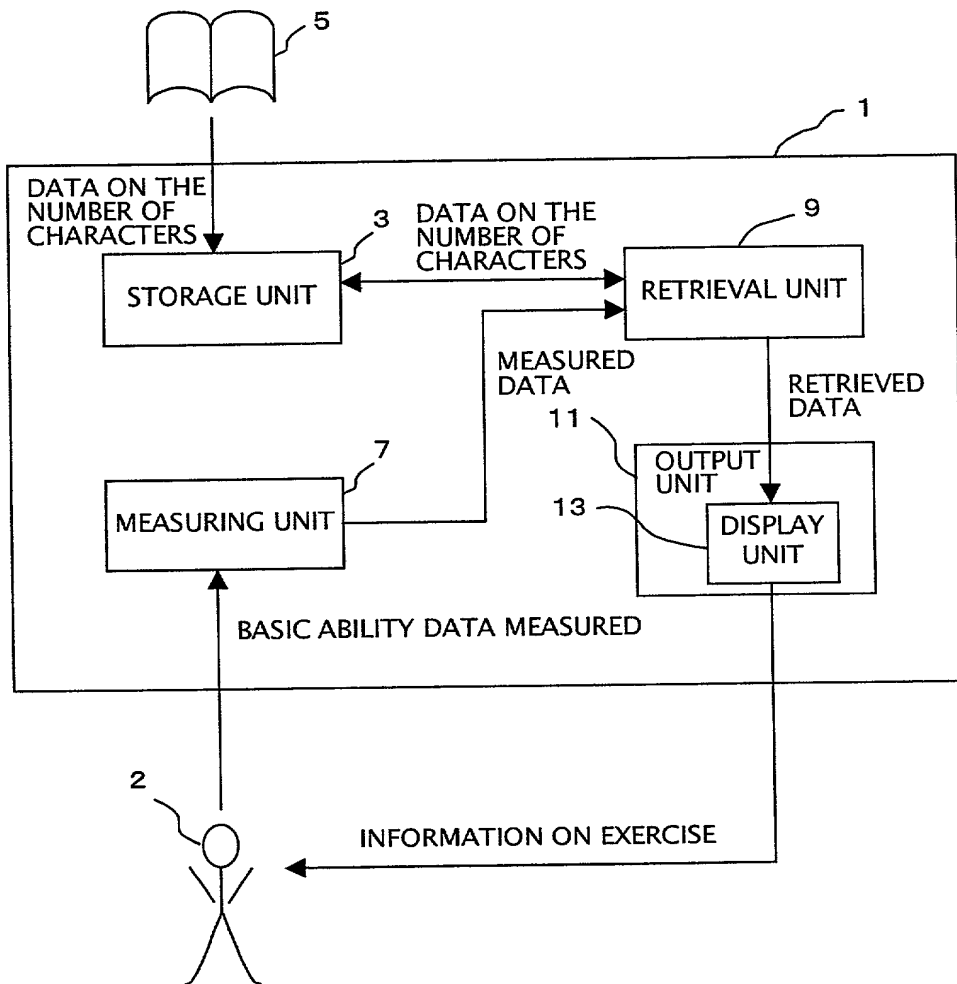 5
1
DATA ON THE
NUMBER OF
CHARACTERS
3
DATA ON THE
NUMBER OF
CHARACTERS
9
STORAGE UNIT
RETRIEVAL UNIT
MEASURED
DATA
RETRIEVED
DATA
11
OUTPUT
UNIT
7
MEASURING UNIT
13
DISPLAY
UNIT
BASIC ABILITY DATA MEASURED
2
INFORMATION ON EXERCISE